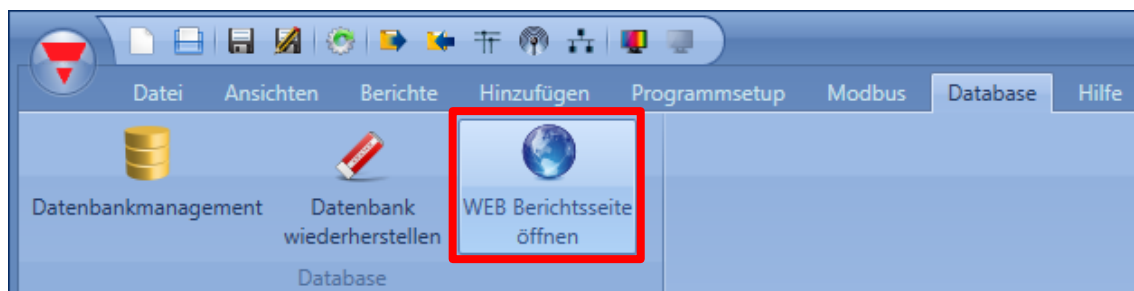 Datei Ansichten Berichte Hinzufügen Programmsetup Modbus Database Hilfe
Datenbankmanagement
Datenbank
wiederherstellen
WEB Berichtsseite
öffnen
Database